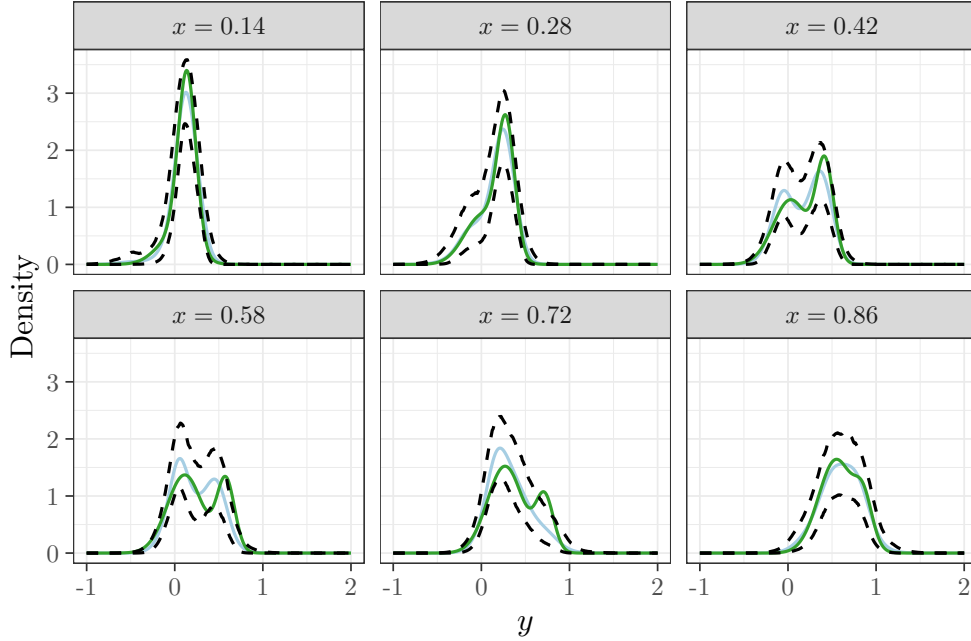 x = 0.14
x = 0.28
x = 0.42
3
2
1
0
Density
x = 0.58
x = 0.72
x = 0.86
3
2
1
0
-1 0 1 2
-1 0 1 2
-1 0 1 2
y